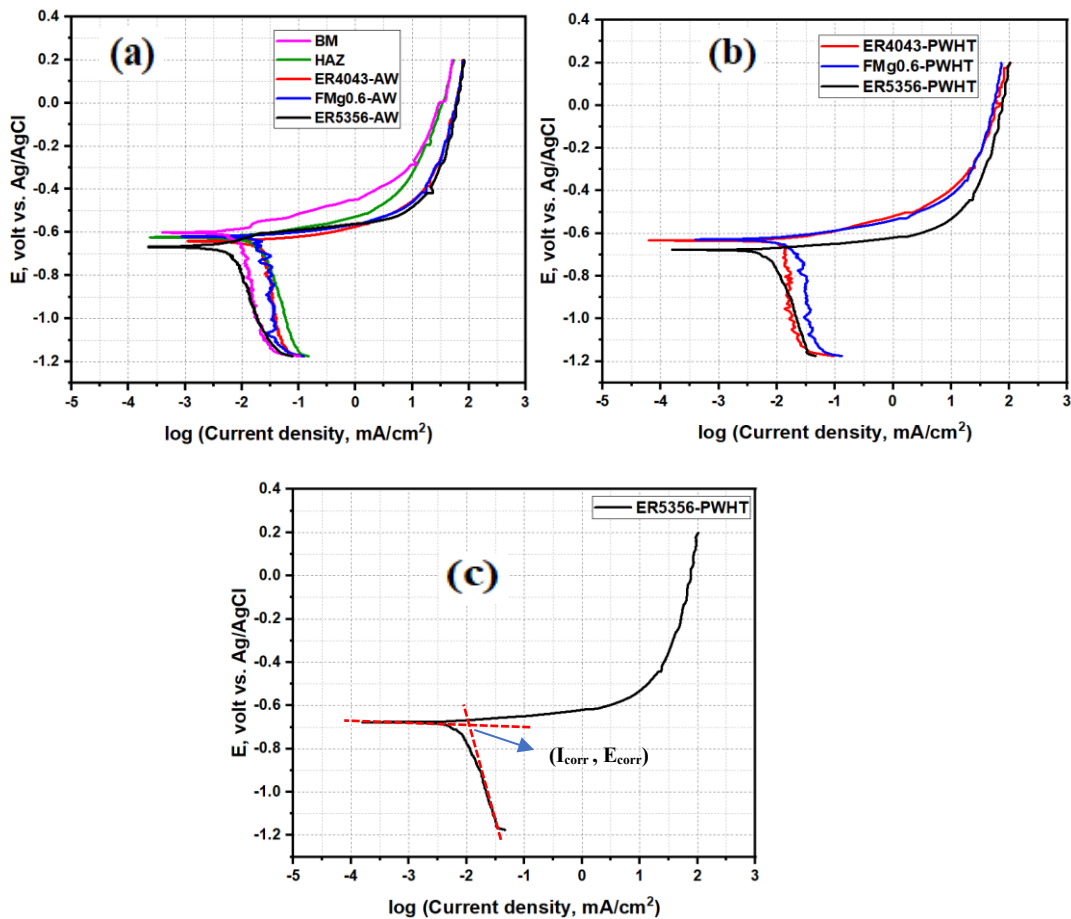 (a)
BM
HAZ
ER4043-AW
FMg0.6-AW
ER5356-AW
E, volt vs. Ag/AgCl
0.4
0.2
0.0
-0.2
-0.4
-0.6
-0.8
-1.0
-1.2
-5 -4 -3 -2 -1 0 1 2 3
log (Current density, mA/cm²)
(b)
ER4043-PWHT
FMg0.6-PWHT
ER5356-PWHT
E, volt vs. Ag/AgCl
0.4
0.2
0.0
-0.2
-0.4
-0.6
-0.8
-1.0
-1.2
-5 -4 -3 -2 -1 0 1 2 3
log (Current density, mA/cm²)
(c)
ER5356-PWHT
E, volt vs. Ag/AgCl
0.4
0.2
0.0
-0.2
-0.4
-0.6
-0.8
-1.0
-1.2
(Icorr , Ecorr)
-5 -4 -3 -2 -1 0 1 2 3
log (Current density, mA/cm²)